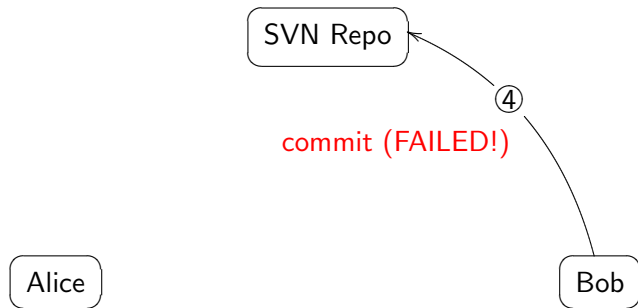 SVN Repo
④
commit (FAILED!)
Alice
Bob